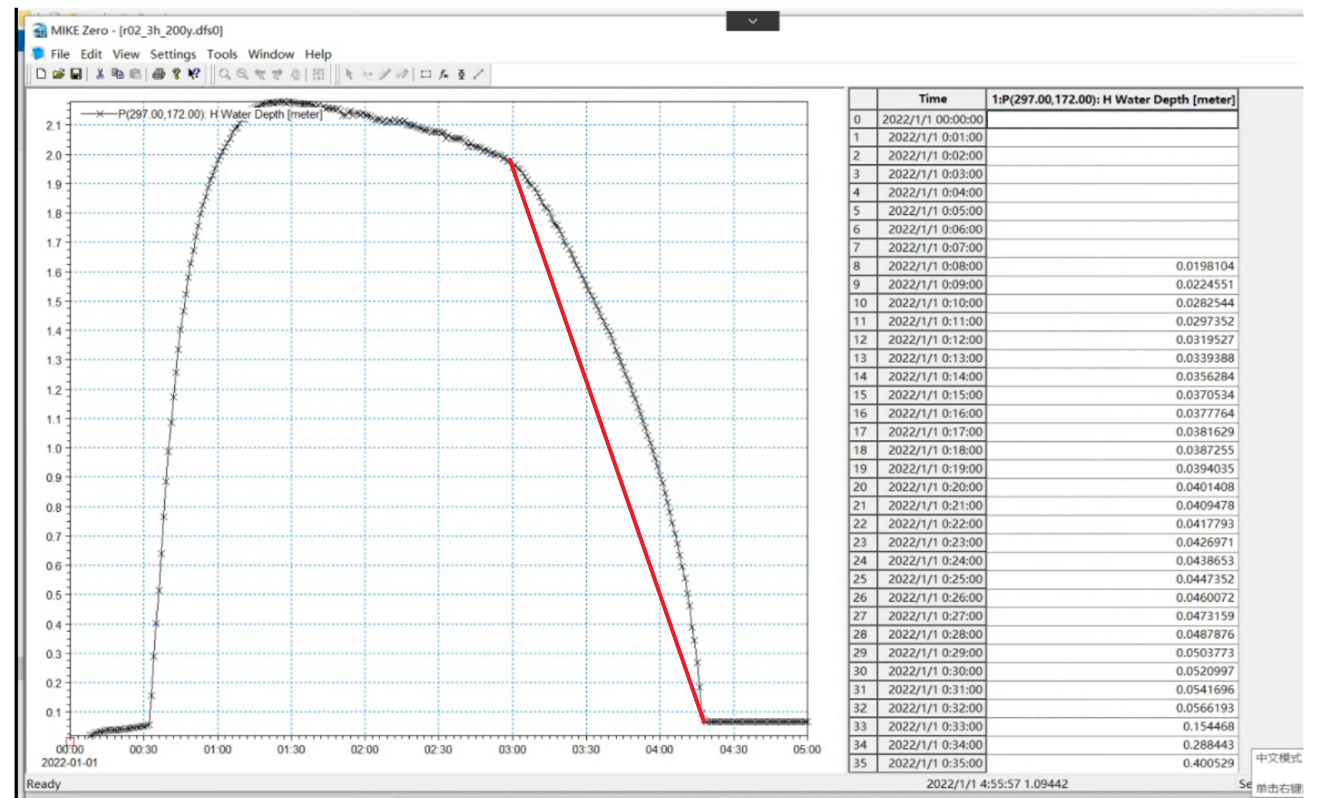 MIKE Zero - [r02_3h_200y.dfs0]
File Edit View Settings Tools Window Help
P(297.00,172.00): H Water Depth [meter]
2.1
2.0
1.9
1.8
1.7
1.6
1.5
1.4
1.3
1.2
1.1
1.0
0.9
0.8
0.7
0.6
0.5
0.4
0.3
0.2
0.1
00:00 00:30 01:00 01:30 02:00 02:30 03:00 03:30 04:00 04:30 05:00
2022-01-01
Time 1:P(297.00,172.00): H Water Depth [meter]
0 2022/1/1 00:00:00
1 2022/1/1 0:01:00
2 2022/1/1 0:02:00
3 2022/1/1 0:03:00
4 2022/1/1 0:04:00
5 2022/1/1 0:05:00
6 2022/1/1 0:06:00
7 2022/1/1 0:07:00
8 2022/1/1 0:08:00 0.0198104
9 2022/1/1 0:09:00 0.0224551
10 2022/1/1 0:10:00 0.0282544
11 2022/1/1 0:11:00 0.0297352
12 2022/1/1 0:12:00 0.0319527
13 2022/1/1 0:13:00 0.0339388
14 2022/1/1 0:14:00 0.0356284
15 2022/1/1 0:15:00 0.0370534
16 2022/1/1 0:16:00 0.0377764
17 2022/1/1 0:17:00 0.0381629
18 2022/1/1 0:18:00 0.0387255
19 2022/1/1 0:19:00 0.0394035
20 2022/1/1 0:20:00 0.0401408
21 2022/1/1 0:21:00 0.0409478
22 2022/1/1 0:22:00 0.0417793
23 2022/1/1 0:23:00 0.0426971
24 2022/1/1 0:24:00 0.0438653
25 2022/1/1 0:25:00 0.0447352
26 2022/1/1 0:26:00 0.0460072
27 2022/1/1 0:27:00 0.0473159
28 2022/1/1 0:28:00 0.0487876
29 2022/1/1 0:29:00 0.0503773
30 2022/1/1 0:30:00 0.0520997
31 2022/1/1 0:31:00 0.0541696
32 2022/1/1 0:32:00 0.0566193
33 2022/1/1 0:33:00 0.154468
34 2022/1/1 0:34:00 0.288443
35 2022/1/1 0:35:00 0.400529
Ready
2022/1/1 4:55:57 1.09442
Se
中文模式
单击右键